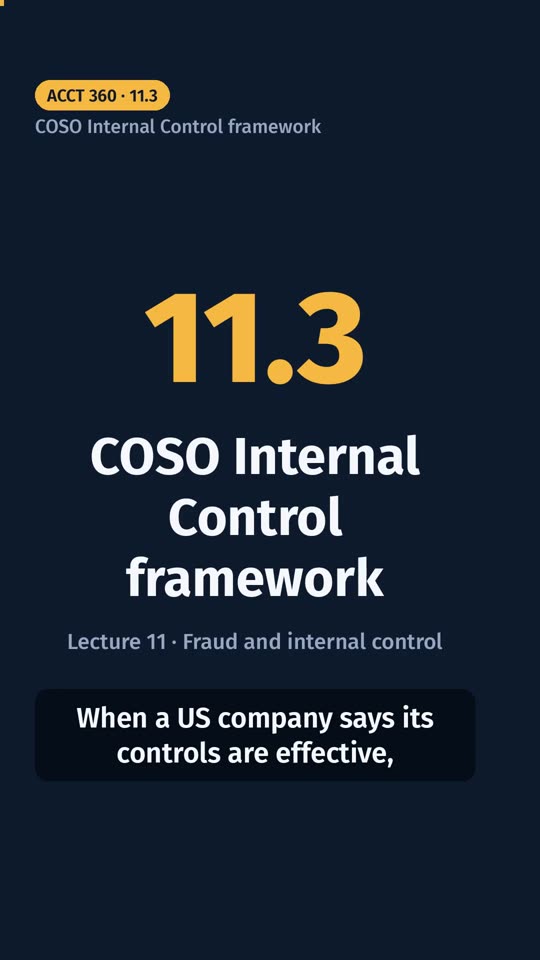 ACCT 360 · 11.3
COSO Internal Control framework
11.3
COSO Internal
Control
framework
Lecture 11 · Fraud and internal control
When a US company says its
controls are effective,